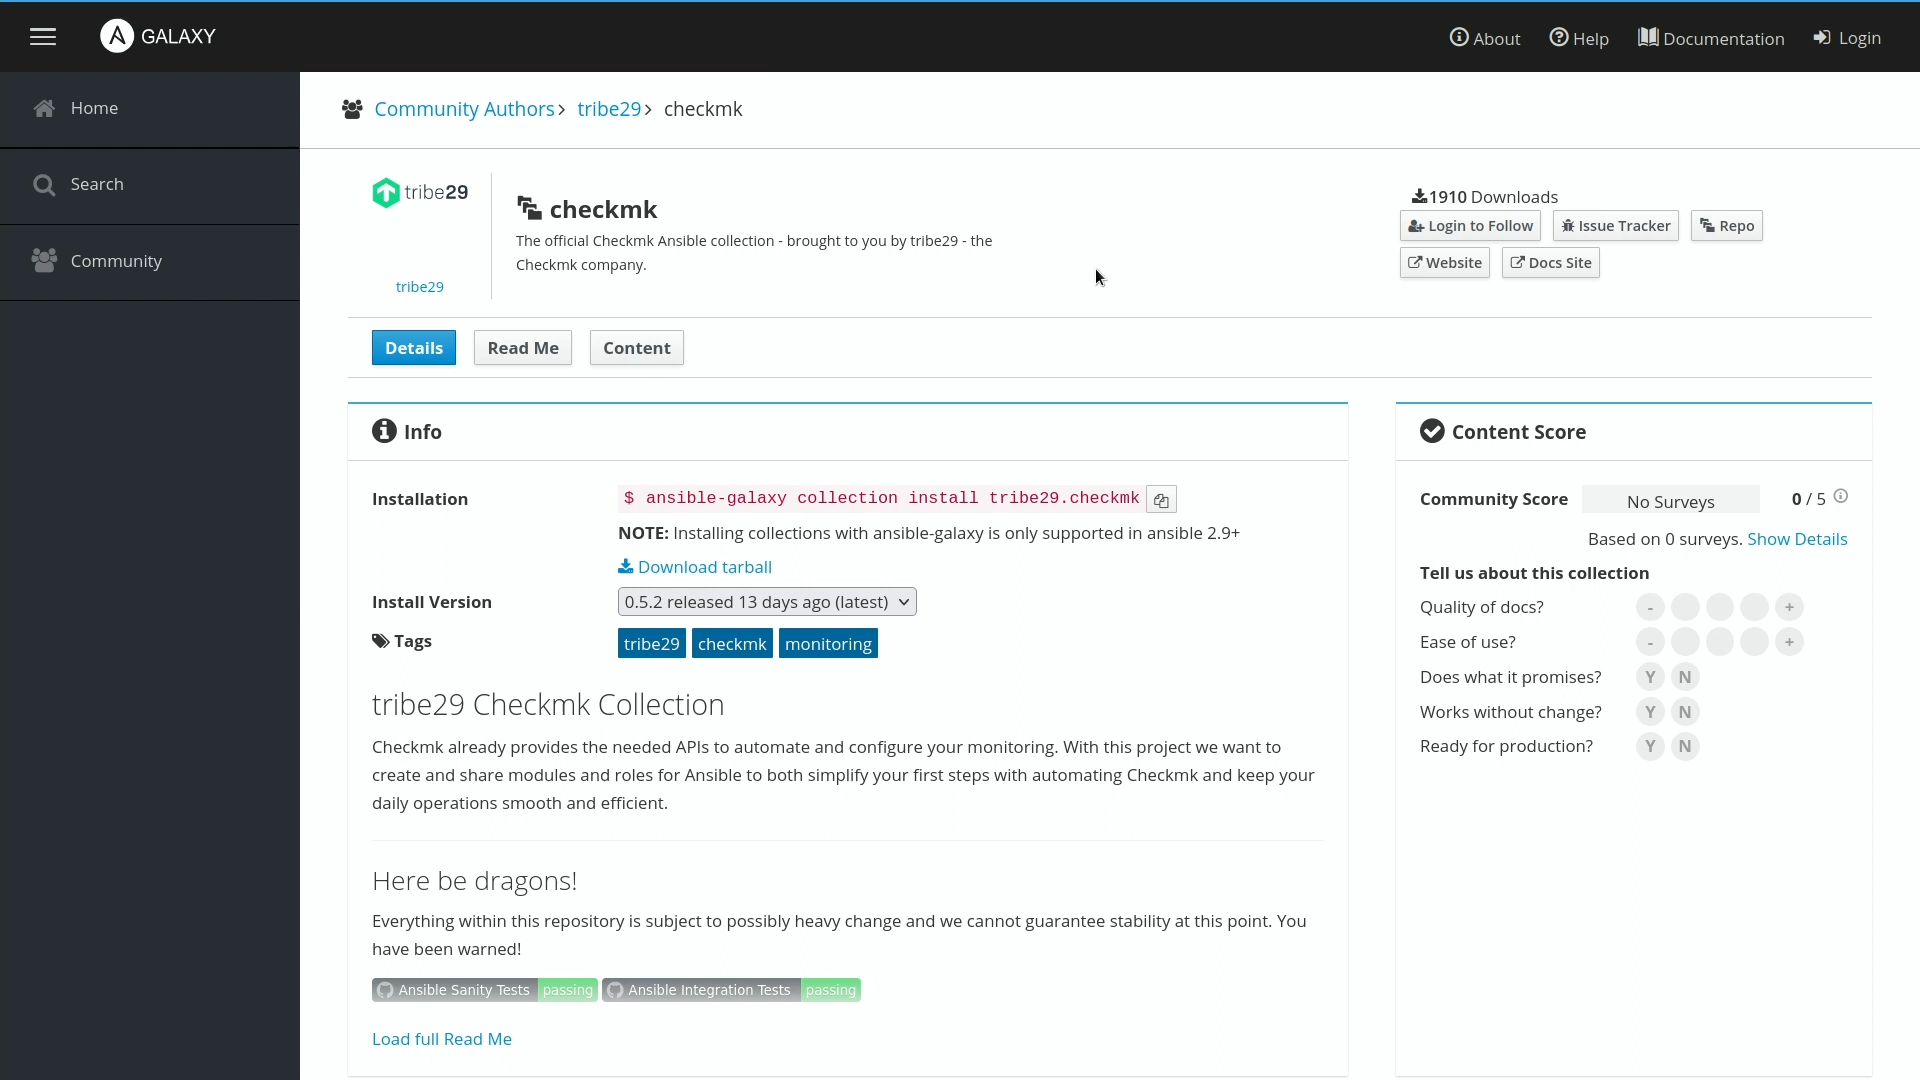 GALAXY
About
Help
Documentation
Login
Home
Search
Community
Community Authors › tribe29 › checkmk
tribe29
tribe29
checkmk
The official Checkmk Ansible collection - brought to you by tribe29 - the
Checkmk company.
1910 Downloads
Login to Follow
Issue Tracker
Repo
Website
Docs Site
Details
Read Me
Content
Info
Installation
$ ansible-galaxy collection install tribe29.checkmk
NOTE: Installing collections with ansible-galaxy is only supported in ansible 2.9+
Download tarball
Install Version
0.5.2 released 13 days ago (latest)
Tags
tribe29 checkmk monitoring
tribe29 Checkmk Collection
Checkmk already provides the needed APIs to automate and configure your monitoring. With this project we want to
create and share modules and roles for Ansible to both simplify your first steps with automating Checkmk and keep your
daily operations smooth and efficient.
Here be dragons!
Everything within this repository is subject to possibly heavy change and we cannot guarantee stability at this point. You
have been warned!
Ansible Sanity Tests passing
Ansible Integration Tests passing
Load full Read Me
Content Score
Community Score No Surveys 0 / 5
Based on 0 surveys. Show Details
Tell us about this collection
Quality of docs? - +
Ease of use? - +
Does what it promises? Y N
Works without change? Y N
Ready for production? Y N